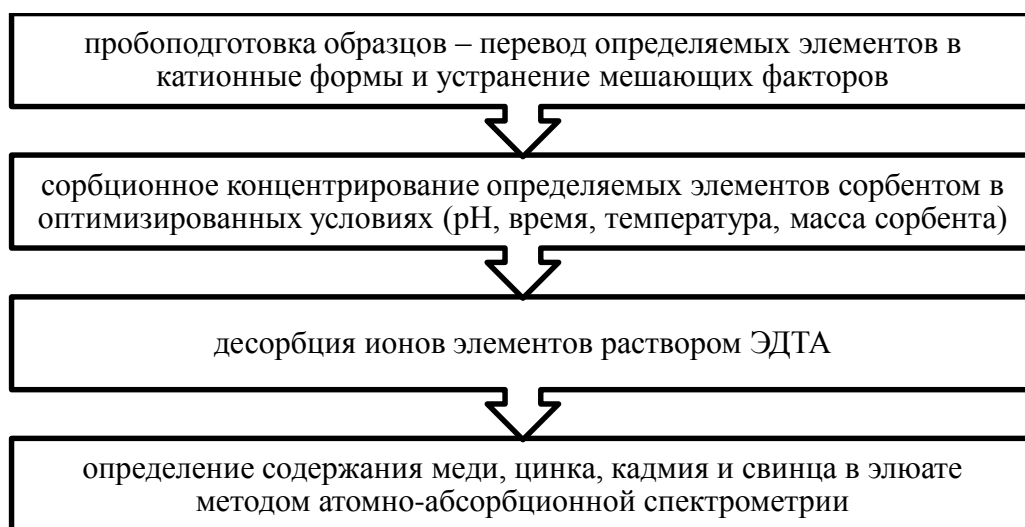 пробоподготовка образцов – перевод определяемых элементов в
катионные формы и устранение мешающих факторов
сорбционное концентрирование определяемых элементов сорбентом в
оптимизированных условиях (pH, время, температура, масса сорбента)
десорбция ионов элементов раствором ЭДТА
определение содержания меди, цинка, кадмия и свинца в элюате
методом атомно-абсорбционной спектрометрии